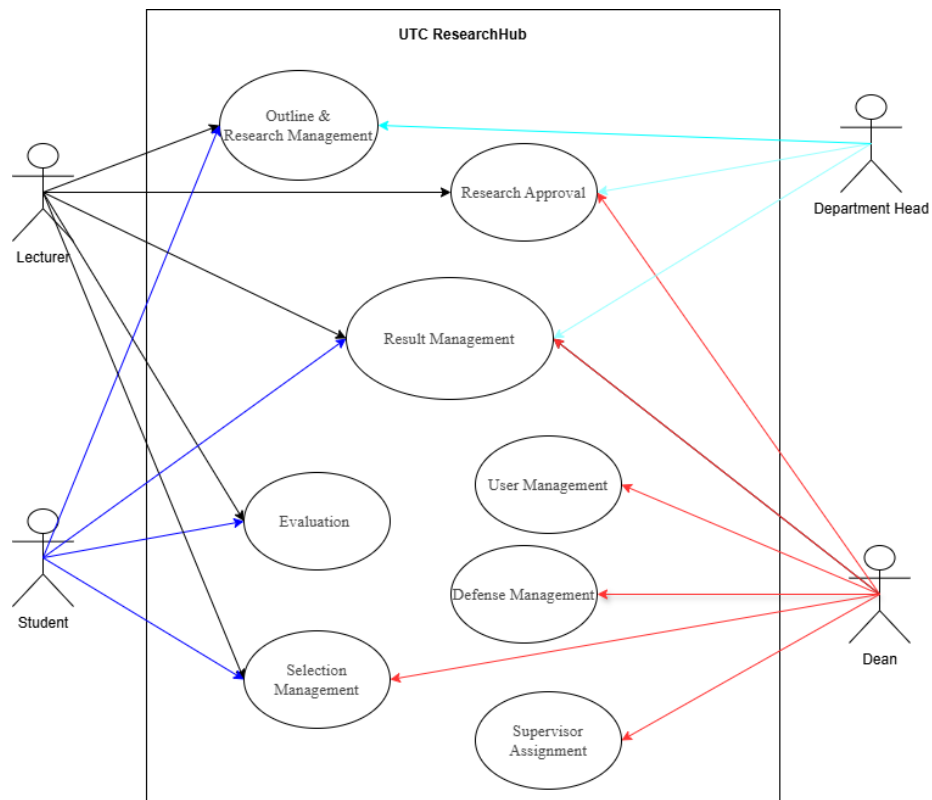 UTC ResearchHub
Outline &
Research Management
Research Approval
Lecturer
Department Head
Result Management
User Management
Evaluation
Defense Management
Student
Dean
Selection
Management
Supervisor
Assignment